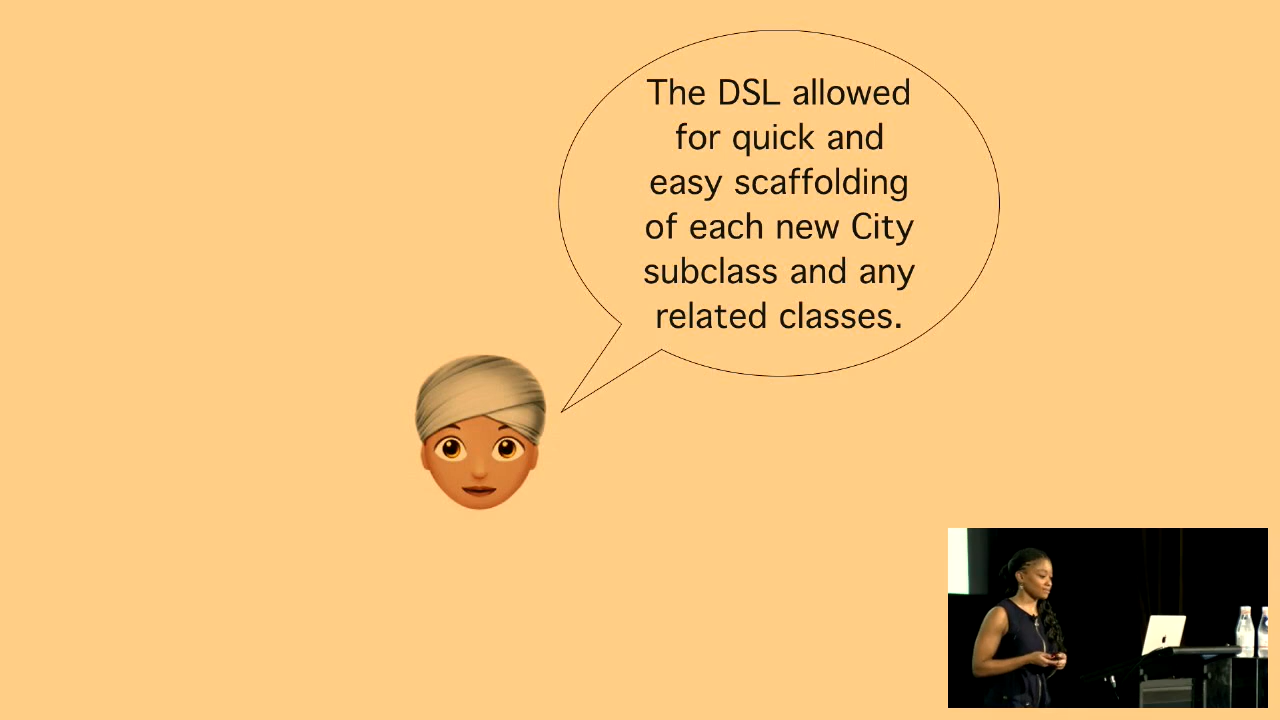 The DSL allowed
for quick and
easy scaffolding
of each new City
subclass and any
related classes.